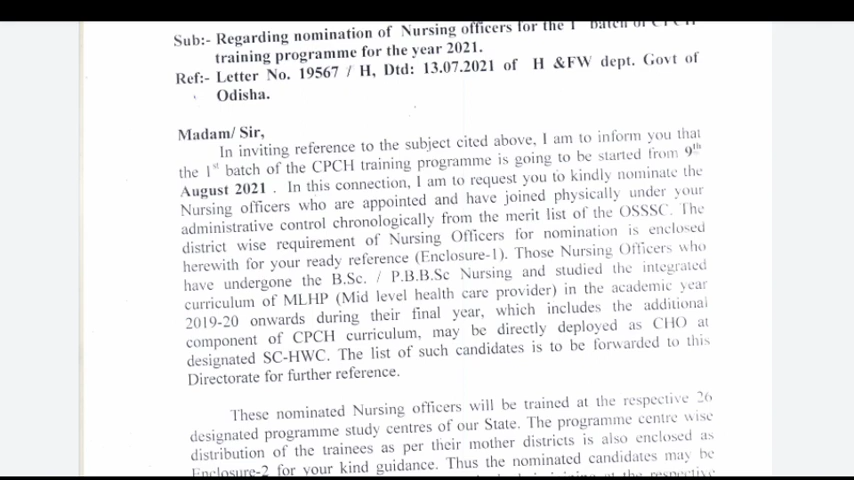 Sub:- Regarding nomination of Nursing officers for the 1 batch of CPCH
training programme for the year 2021.
Ref:- Letter No. 19567 / H, Dtd: 13.07.2021 of H &FW dept. Govt of
Odisha.
Madam/ Sir,
In inviting reference to the subject cited above, I am to inform you that
the 1st batch of the CPCH training programme is going to be started from 9th
August 2021 . In this connection, I am to request you to kindly nominate the
Nursing officers who are appointed and have joined physically under your
administrative control chronologically from the merit list of the OSSSC. The
district wise requirement of Nursing Officers for nomination is enclosed
herewith for your ready reference (Enclosure-1). Those Nursing Officers who
have undergone the B.Sc. / P.B.B.Sc Nursing and studied the integrated
curriculum of MLHP (Mid level health care provider) in the academic year
2019-20 onwards during their final year, which includes the additional
component of CPCH curriculum, may be directly deployed as CHO at
designated SC-HWC. The list of such candidates is to be forwarded to this
Directorate for further reference.
These nominated Nursing officers will be trained at the respective 26
designated programme study centres of our State. The programme centre wise
distribution of the trainees as per their mother districts is also enclosed as
Enclosure-2 for your kind guidance. Thus the nominated candidates may be
at the respective